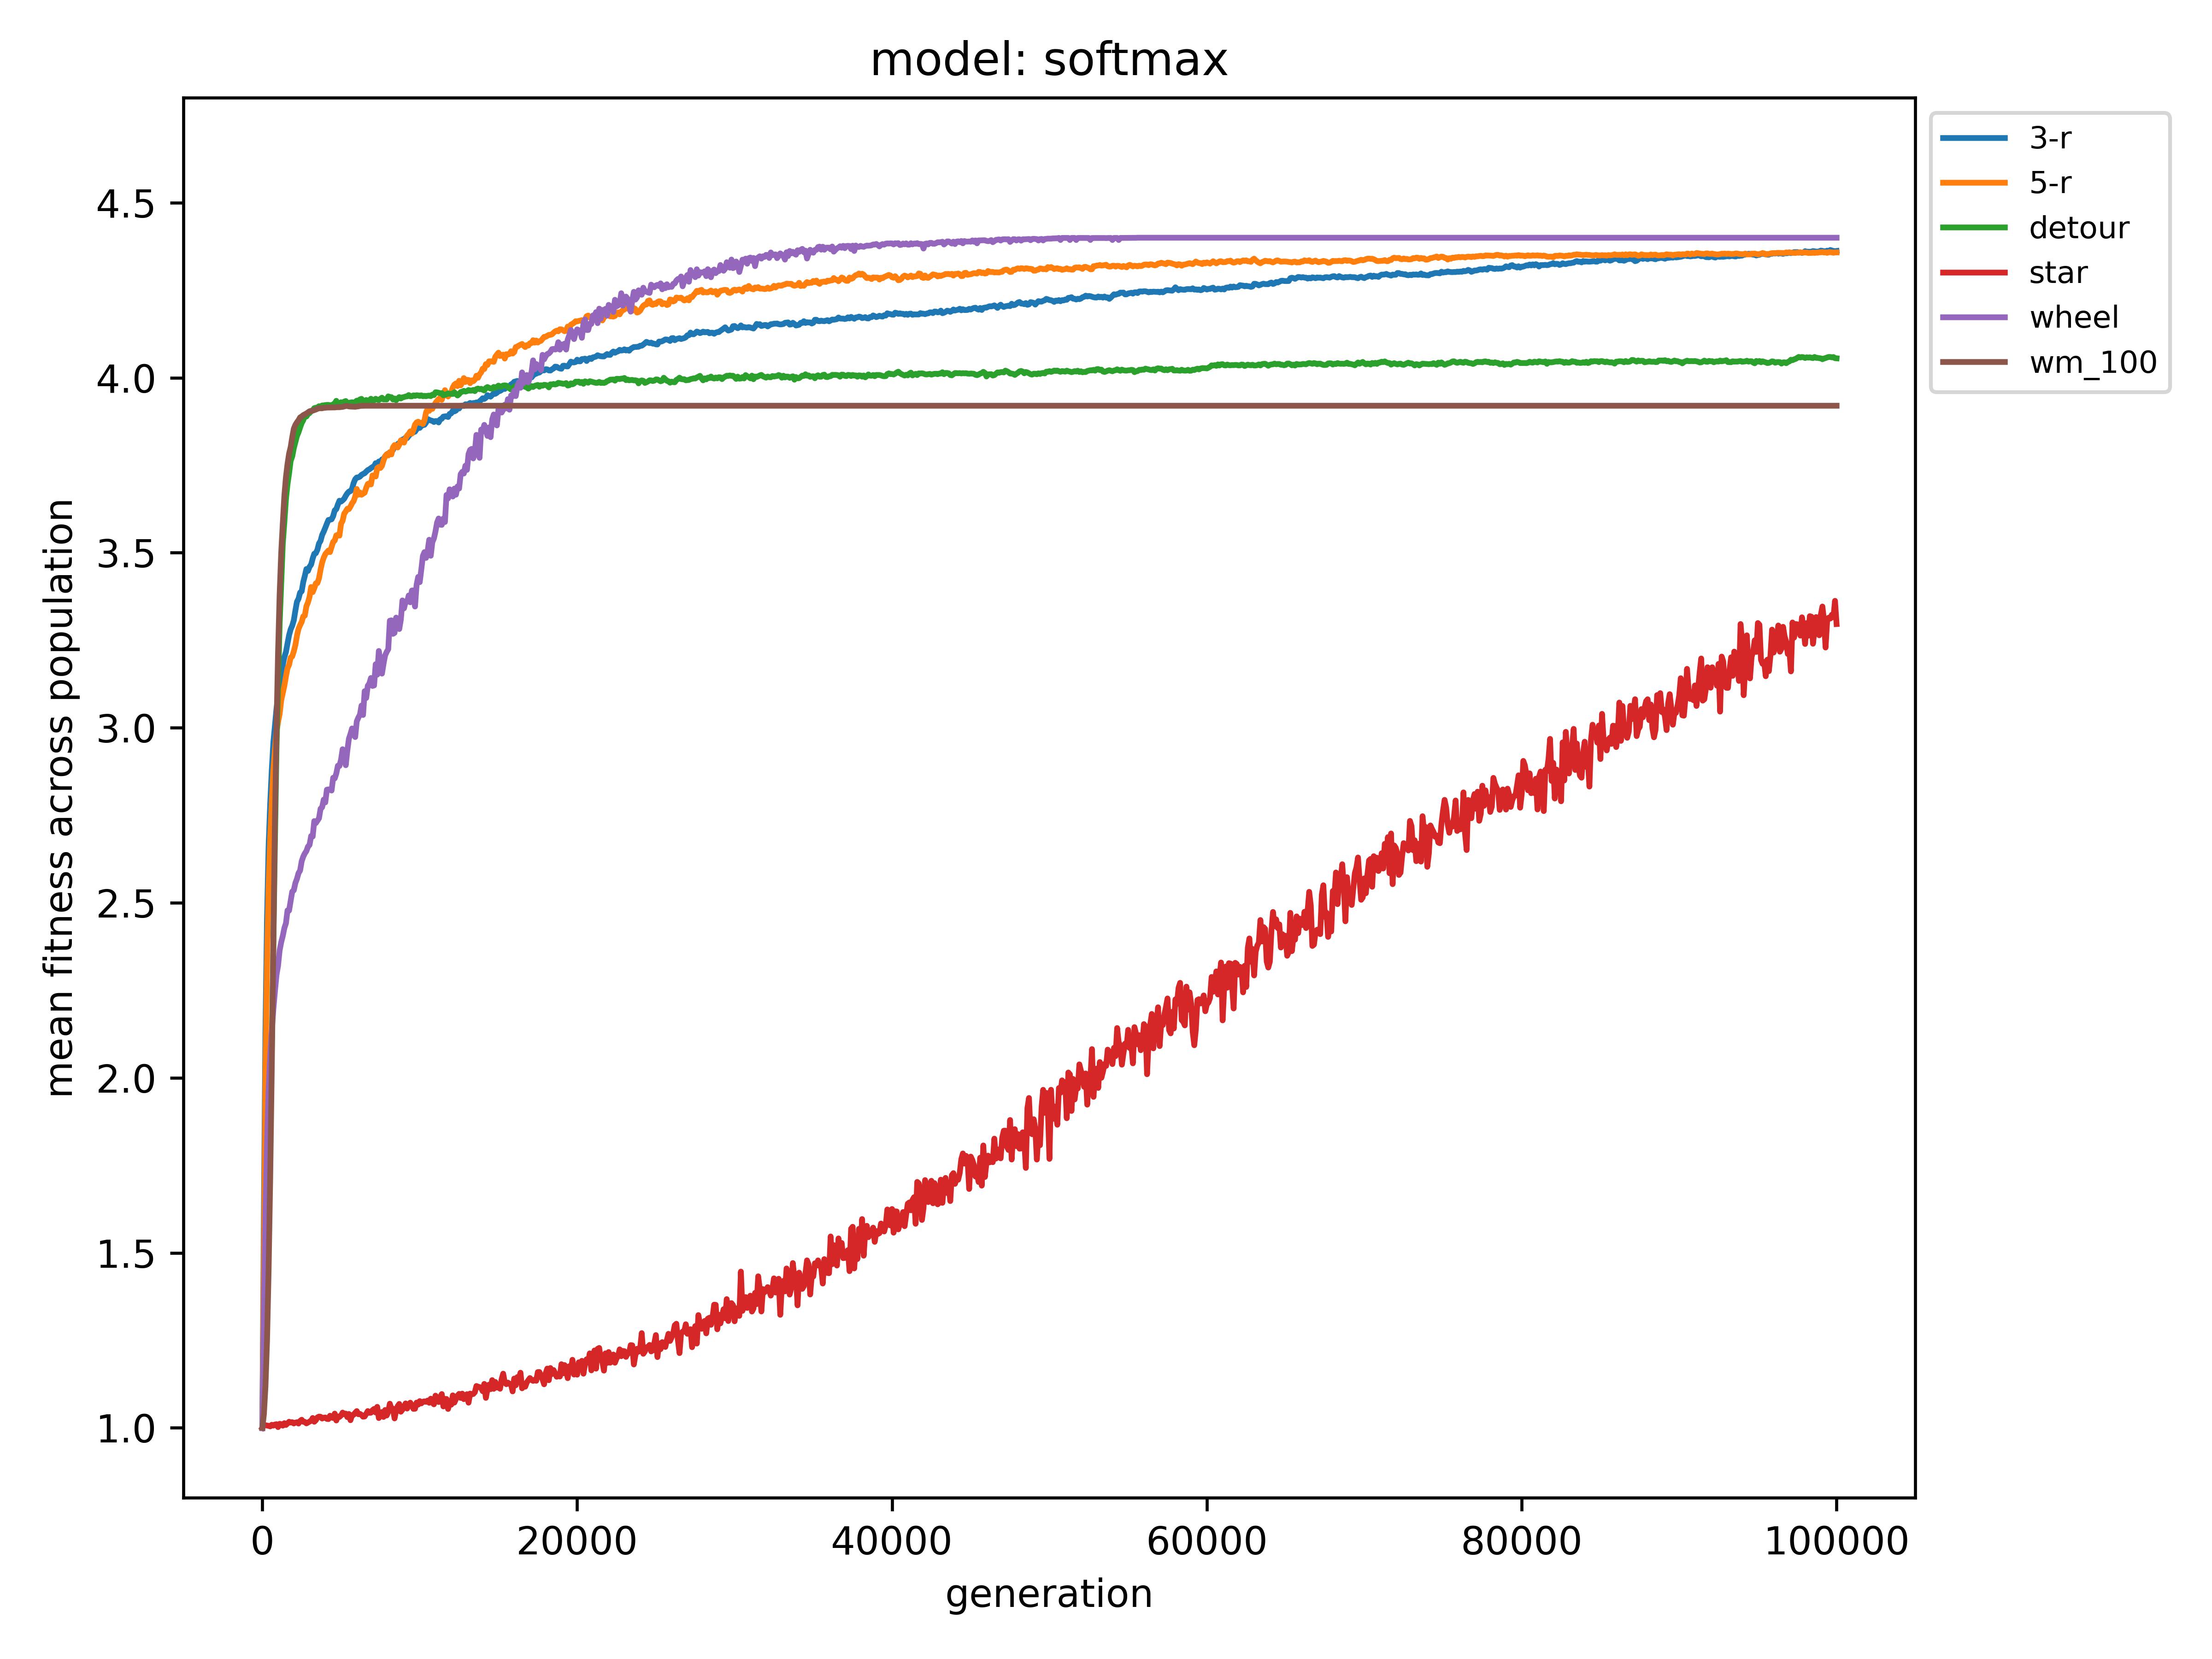 model: softmax
3-r
5-r
detour
star
wheel
wm_100
mean fitness across population
4.5
4.0
3.5
3.0
2.5
2.0
1.5
1.0
0 20000 40000 60000 80000 100000
generation